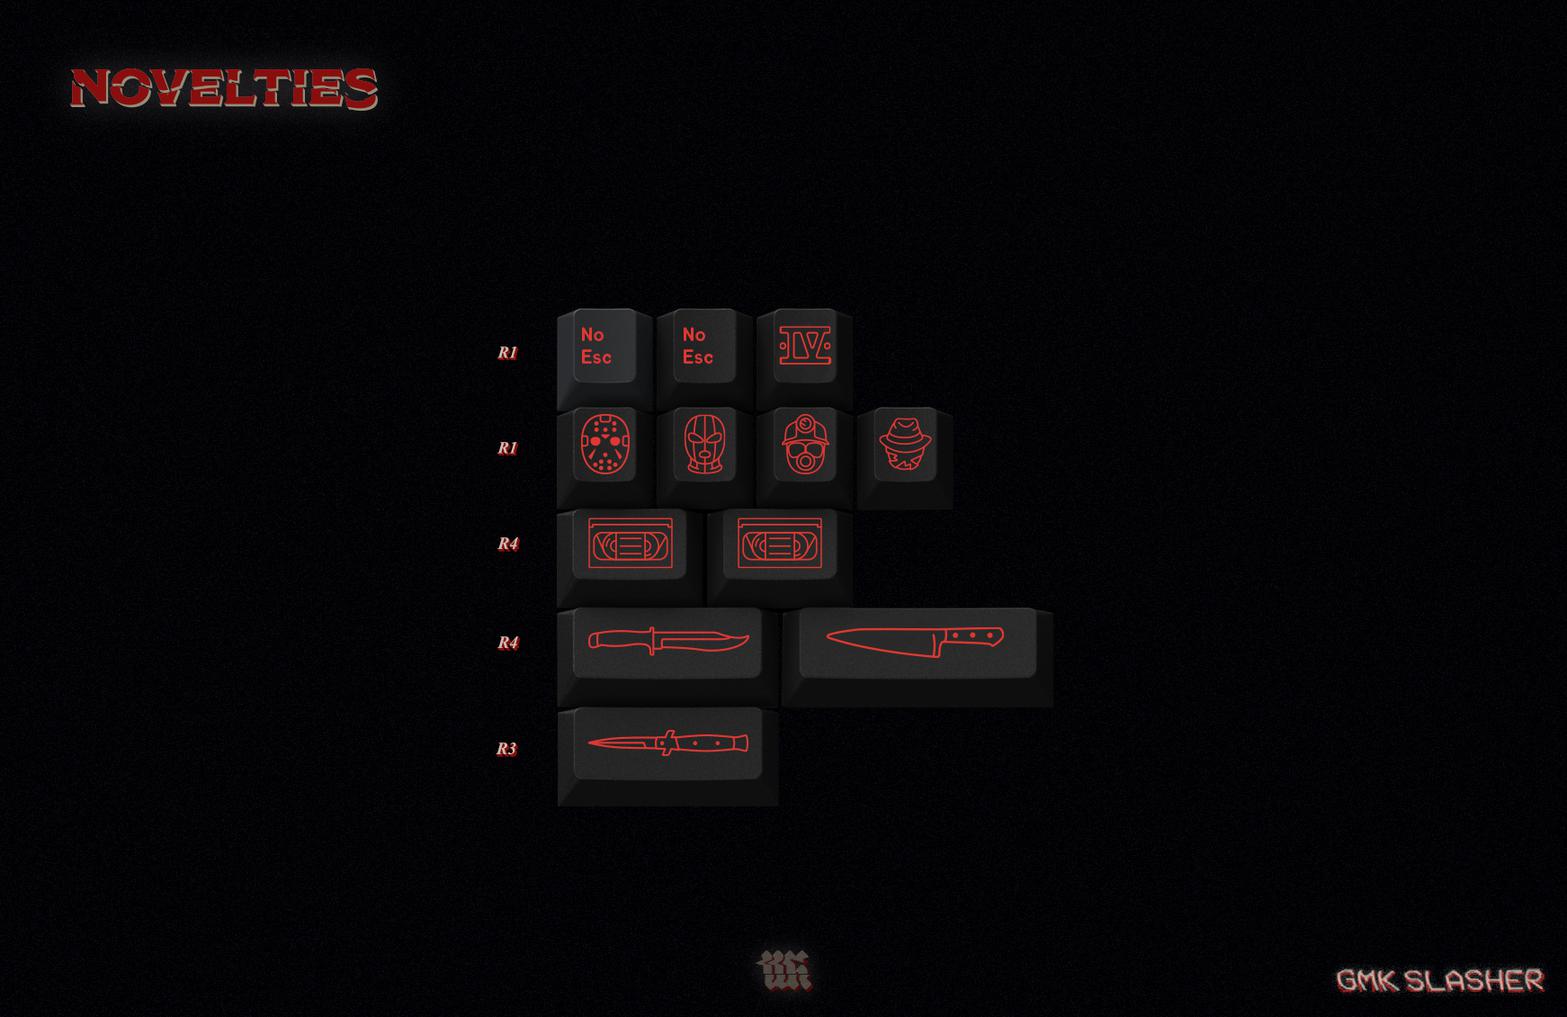 NOVELTIES
R1
No
Esc
No
Esc
IV
R1
R4
R4
R3
GMK SLASHER